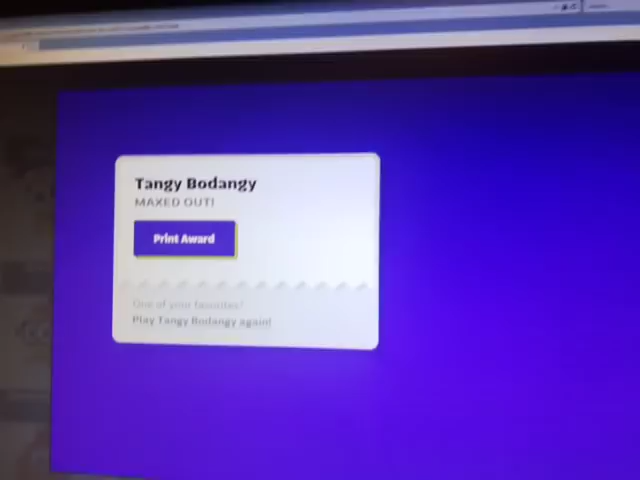 Tangy Bodangy
MAXED OUT!
Print Award
One of your favorites!
Play Tangy Bodangy again!